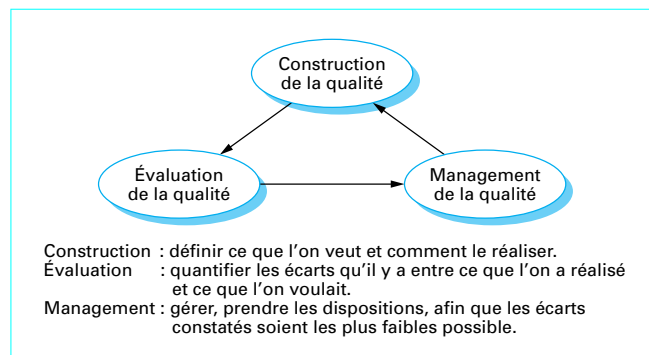 Construction
de la qualité
Évaluation
de la qualité
Management
de la qualité
Construction : définir ce que l'on veut et comment le réaliser.
Évaluation : quantifier les écarts qu'il y a entre ce que l'on a réalisé
et ce que l'on voulait.
Management : gérer, prendre les dispositions, afin que les écarts
constatés soient les plus faibles possible.